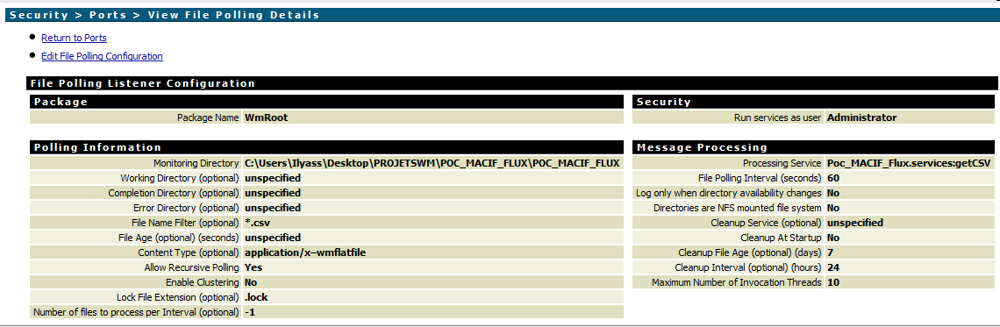 Security > Ports > View File Polling Details
Return to Ports
Edit File Polling Configuration
File Polling Listener Configuration
Package
Package Name WmRoot
Security
Run services as user Administrator
Polling Information
Monitoring Directory C:\Users\Ilyass\Desktop\PROJETSWM\POC_MACIF_FLUX\POC_MACIF_FLUX
Working Directory (optional) unspecified
Completion Directory (optional) unspecified
Error Directory (optional) unspecified
File Name Filter (optional) *.csv
File Age (optional) (seconds) unspecified
Content Type (optional) application/x--wmflatfile
Allow Recursive Polling Yes
Enable Clustering No
Lock File Extension (optional) .lock
Number of files to process per Interval (optional) -1
Message Processing
Processing Service Poc_MACIF_Flux.services:getCSV
File Polling Interval (seconds) 60
Log only when directory availability changes No
Directories are NFS mounted file system No
Cleanup Service (optional) unspecified
Cleanup At Startup No
Cleanup File Age (optional) (days) 7
Cleanup Interval (optional) (hours) 24
Maximum Number of Invocation Threads 10